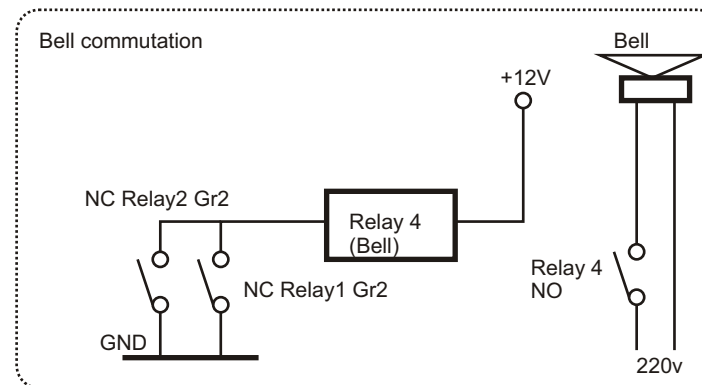 Bell commutation
Bell
+12V
NC Relay2 Gr2
Relay 4
(Bell)
NC Relay1 Gr2
Relay 4
NO
GND
220v